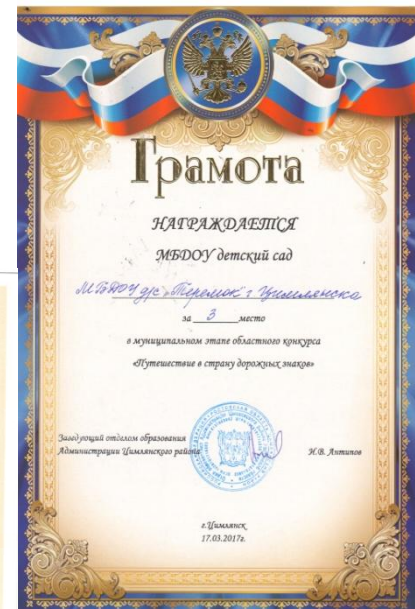 Грамота
НАГРАЖДАЕТСЯ
МБДОУ детский сад
МБДОУ д/с "Теремок" г. Цимлянска
за 3 место
в муниципальном этапе областного конкурса
«Путешествие в страну дорожных знаков»
Заведующий отделом образования
Администрации Цимлянского района
Н.В. Антипов
г.Цимлянск
17.03.2017г.